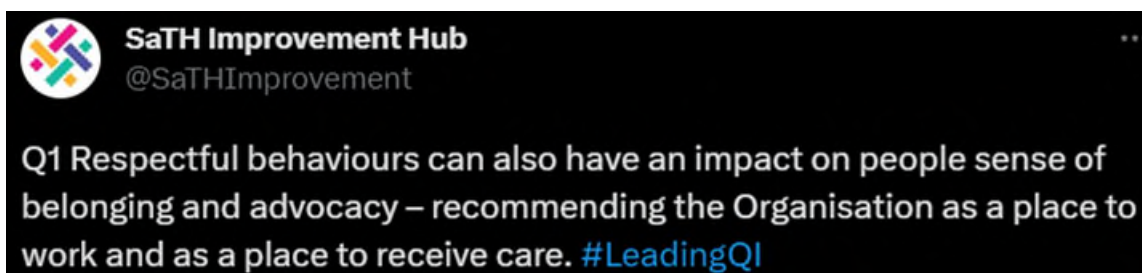 SaTH Improvement Hub
@SaTHImprovement
Q1 Respectful behaviours can also have an impact on people sense of
belonging and advocacy – recommending the Organisation as a place to
work and as a place to receive care. #LeadingQI